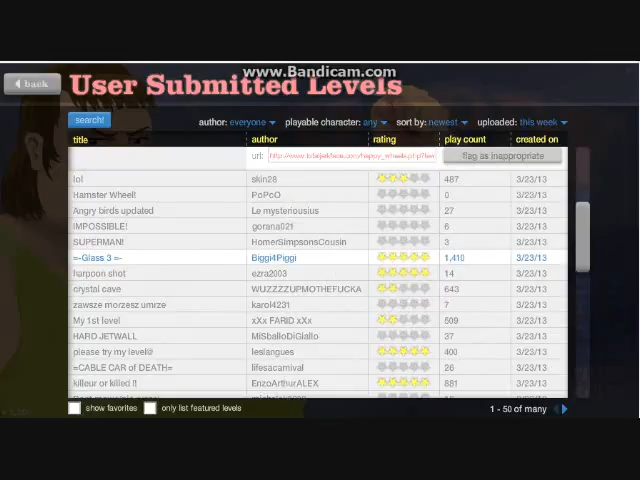 www.Bandicam.com
back
User Submitted Levels
search!
author: everyone playable character: any sort by: newest uploaded: this week
title author rating play count created on
url: flag as inappropriate
lol skin28 487 3/23/13
Hamster Wheel! PoPcO 0 3/23/13
Angry birds updated Le mysteriousius 27 3/23/13
IMPOSSIBLE! gorana021 6 3/23/13
SUPERMAN! HomerSimpsonsCousin 3 3/23/13
=-Glass 3 =- Biggi4Piggi 1,410 3/23/13
harpoon shot ezra2003 14 3/23/13
crystal cave WUZZZZUPMOTHEFUCKA 643 3/23/13
zawsze morzesz umrze karol4231 7 3/23/13
My 1st level xXx FARID xXx 509 3/23/13
HARD JETWALL MiSballoDiGiallo 37 3/23/13
please try my level@ leslangues 400 3/23/13
=CABLE CAR of DEATH= lifesacarnival 26 3/23/13
killeur or killed !! EnzoArthurALEX 881 3/23/13
show favorites only list featured levels 1 - 50 of many